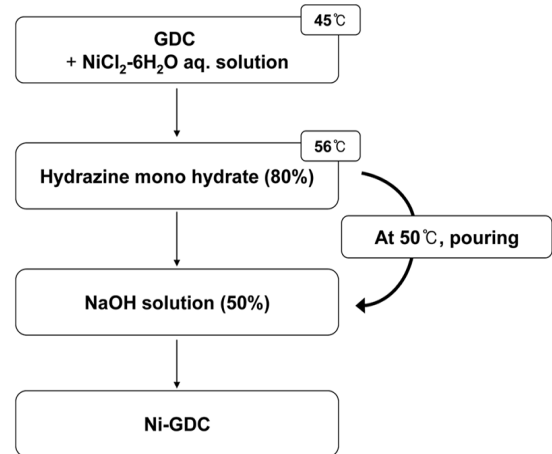 45℃
GDC
+ NiCl₂-6H₂O aq. solution
56℃
Hydrazine mono hydrate (80%)
At 50℃, pouring
NaOH solution (50%)
Ni-GDC